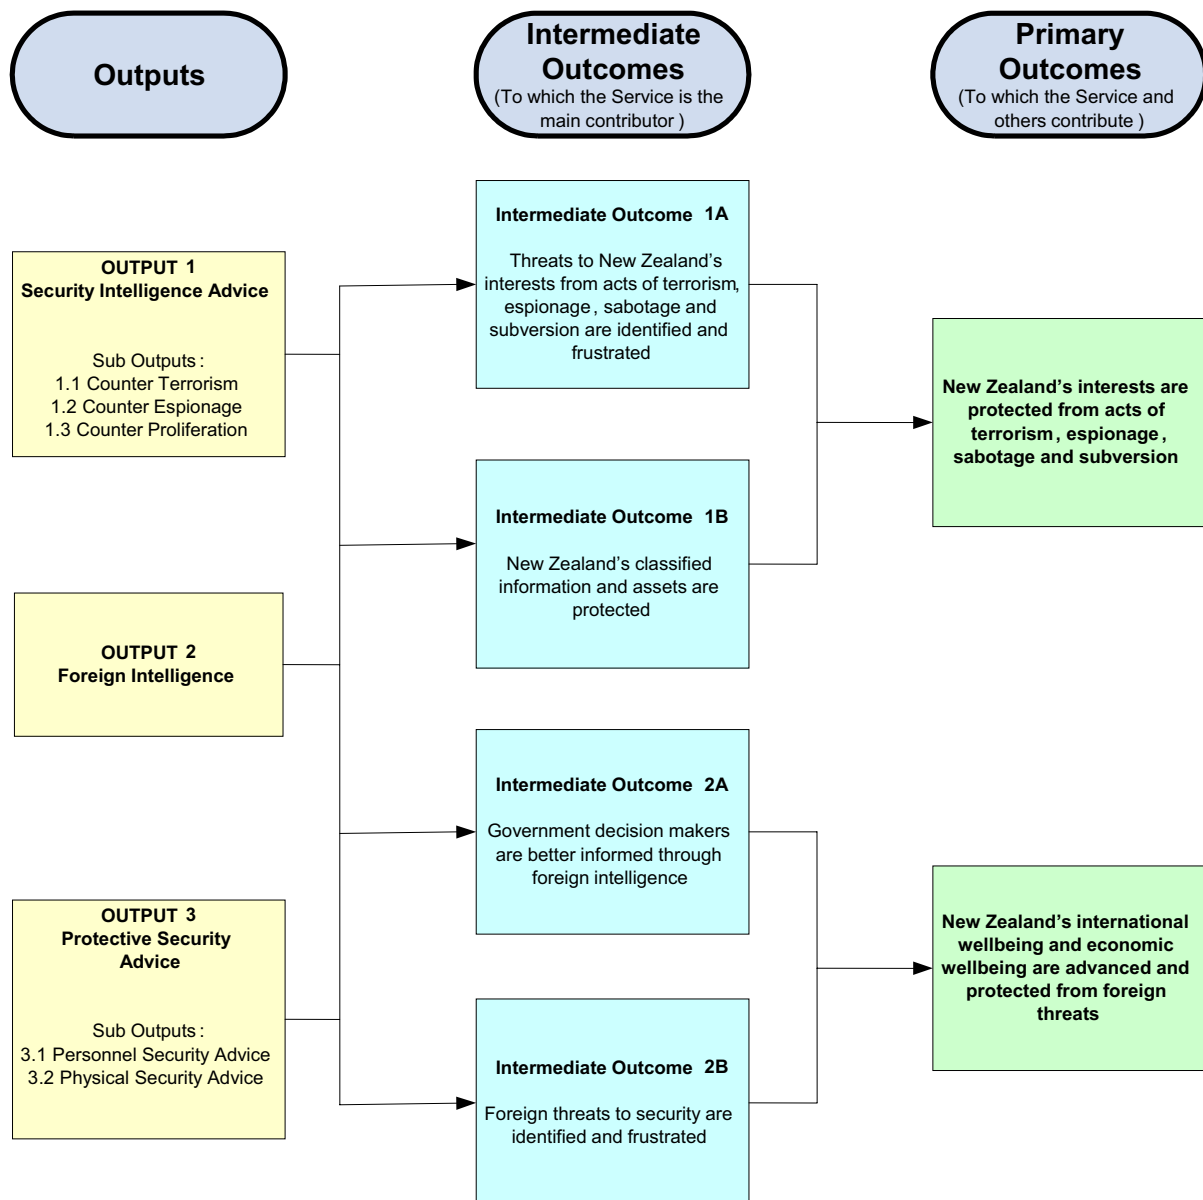 Outputs
Intermediate
Outcomes
(To which the Service is the
main contributor )
Primary
Outcomes
(To which the Service and
others contribute )
OUTPUT 1
Security Intelligence Advice
Sub Outputs :
1.1 Counter Terrorism
1.2 Counter Espionage
1.3 Counter Proliferation
OUTPUT 2
Foreign Intelligence
OUTPUT 3
Protective Security
Advice
Sub Outputs :
3.1 Personnel Security Advice
3.2 Physical Security Advice
Intermediate Outcome 1A
Threats to New Zealand’s
interests from acts of terrorism,
espionage , sabotage and
subversion are identified and
frustrated
Intermediate Outcome 1B
New Zealand’s classified
information and assets are
protected
Intermediate Outcome 2A
Government decision makers
are better informed through
foreign intelligence
Intermediate Outcome 2B
Foreign threats to security are
identified and frustrated
New Zealand’s interests are
protected from acts of
terrorism , espionage ,
sabotage and subversion
New Zealand’s international
wellbeing and economic
wellbeing are advanced and
protected from foreign
threats